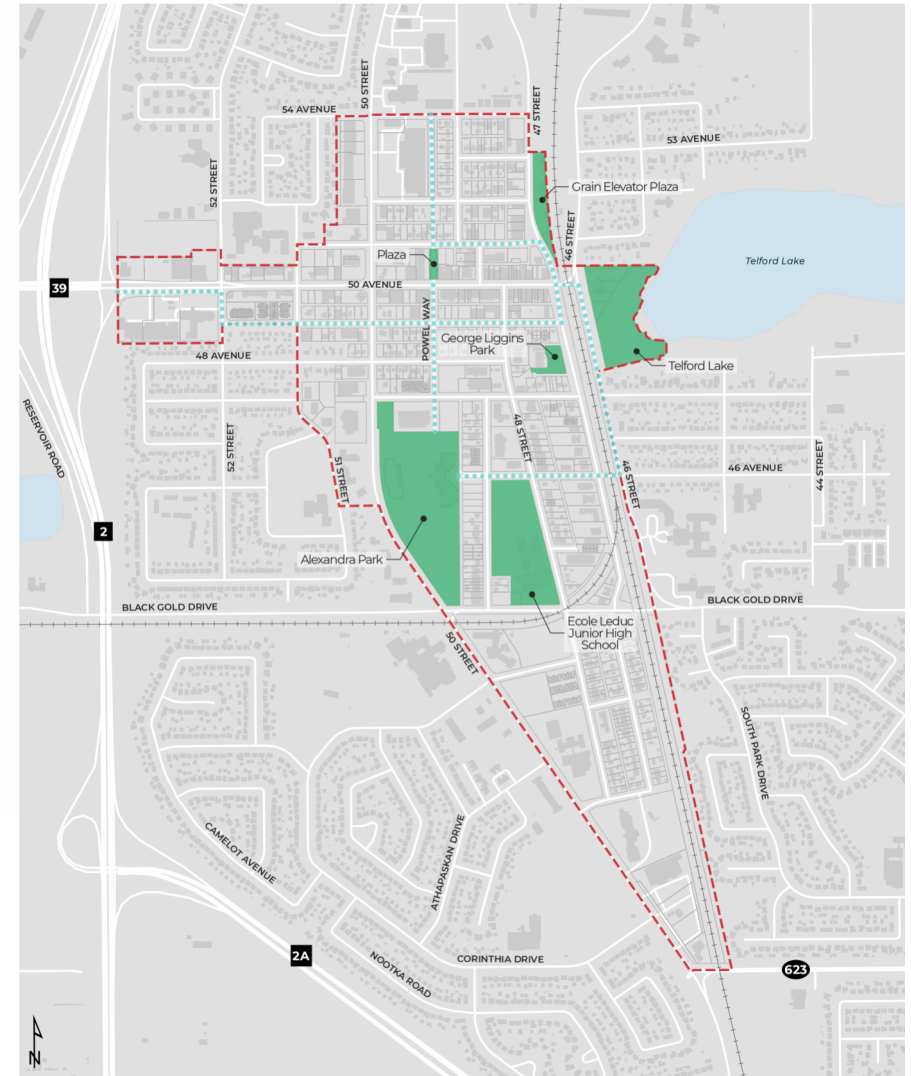 54 AVENUE
50 STREET
47 STREET
53 AVENUE
52 STREET
Grain Elevator Plaza
46 STREET
Plaza
Telford Lake
39
50 AVENUE
POWEL WAY
George Liggins
Park
48 AVENUE
Telford Lake
RESERVOIR ROAD
52 STREET
51 STREET
48 STREET
46 STREET
46 AVENUE
44 STREET
2
Alexandra Park
BLACK GOLD DRIVE
BLACK GOLD DRIVE
Ecole Leduc
Junior High
School
50 STREET
SOUTH PARK DRIVE
CAMELOT AVENUE
ATHAPASKAN DRIVE
2A
NOOTKA ROAD
CORINTHIA DRIVE
623
N